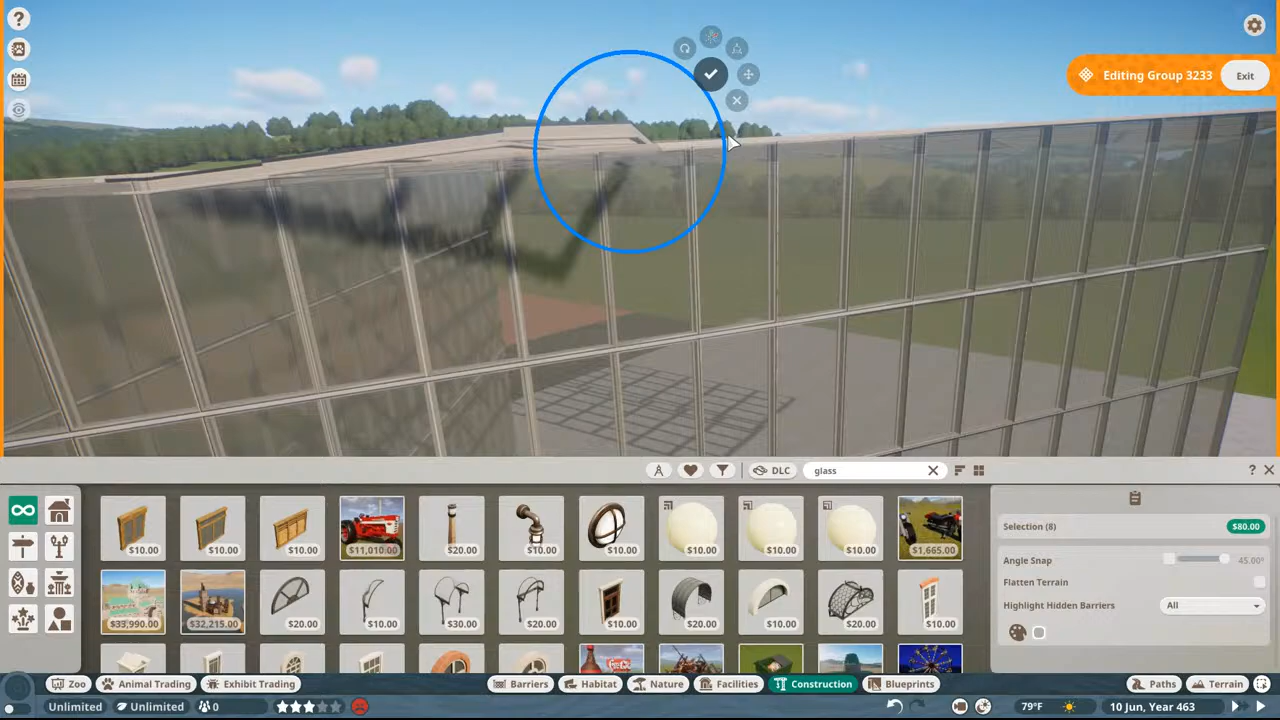 ?
Editing Group 3233
Exit
DLC
glass
?
$10.00
$10.00
$10.00
$11,010.00
$20.00
$10.00
$10.00
$10.00
$10.00
$10.00
$1,665.00
$33,990.00
$32,215.00
$20.00
$10.00
$30.00
$20.00
$10.00
$20.00
$10.00
$20.00
$10.00
Selection (8)
$80.00
Angle Snap
45.00°
Flatten Terrain
Highlight Hidden Barriers
All
Zoo
Animal Trading
Exhibit Trading
Barriers
Habitat
Nature
Facilities
Construction
Blueprints
Paths
Terrain
Unlimited
Unlimited
0
79°F
10 Jun, Year 463